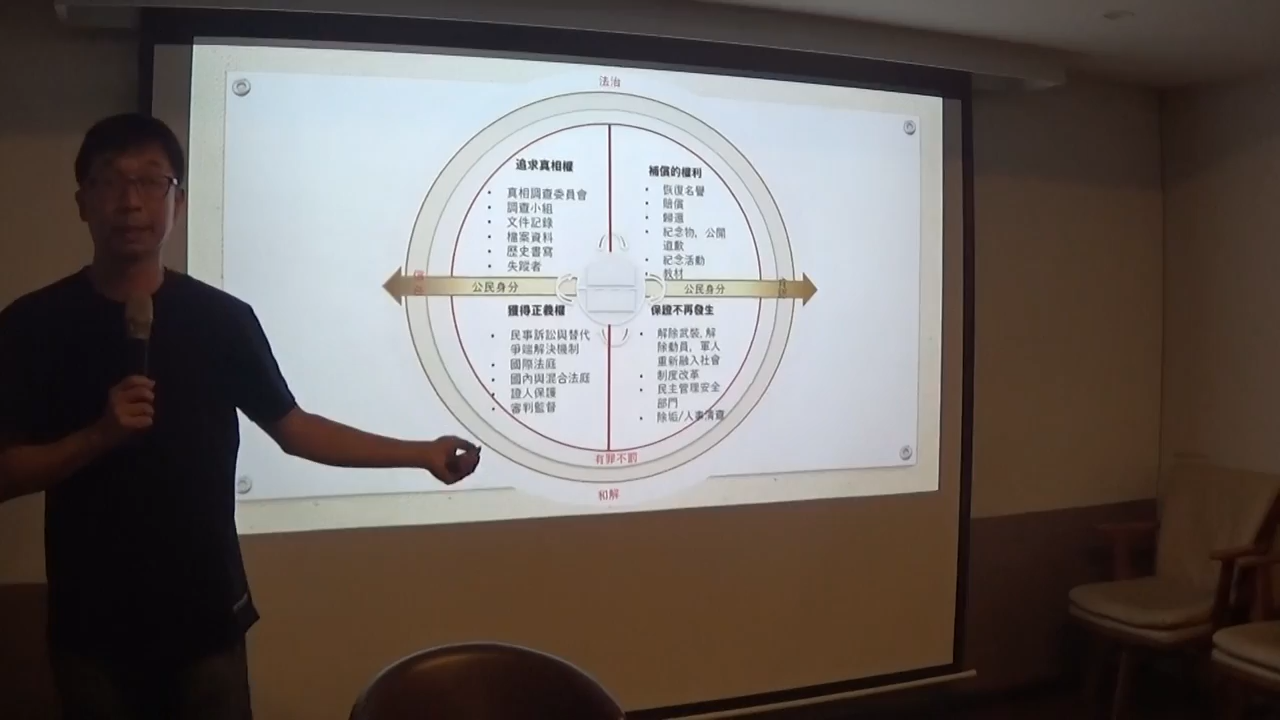 法治
追求真相權
• 真相調查委員會
• 調查小組
• 文件記錄
• 檔案資料
• 歷史書寫
• 失蹤者
補償的權利
• 恢復名譽
• 賠償
• 歸還
• 紀念物, 公開
道歉
• 紀念活動
• 教材
公民身分
公民身分
獲得正義權
• 民事訴訟與替代
爭端解決機制
• 國際法庭
• 國內與混合法庭
• 證人保護
• 審判監督
保證不再發生
• 解除武裝, 解
除動員, 軍人
重新融入社會
• 制度改革
• 民主管理安全
部門
• 除垢/人事清查
有罪不罰
和解